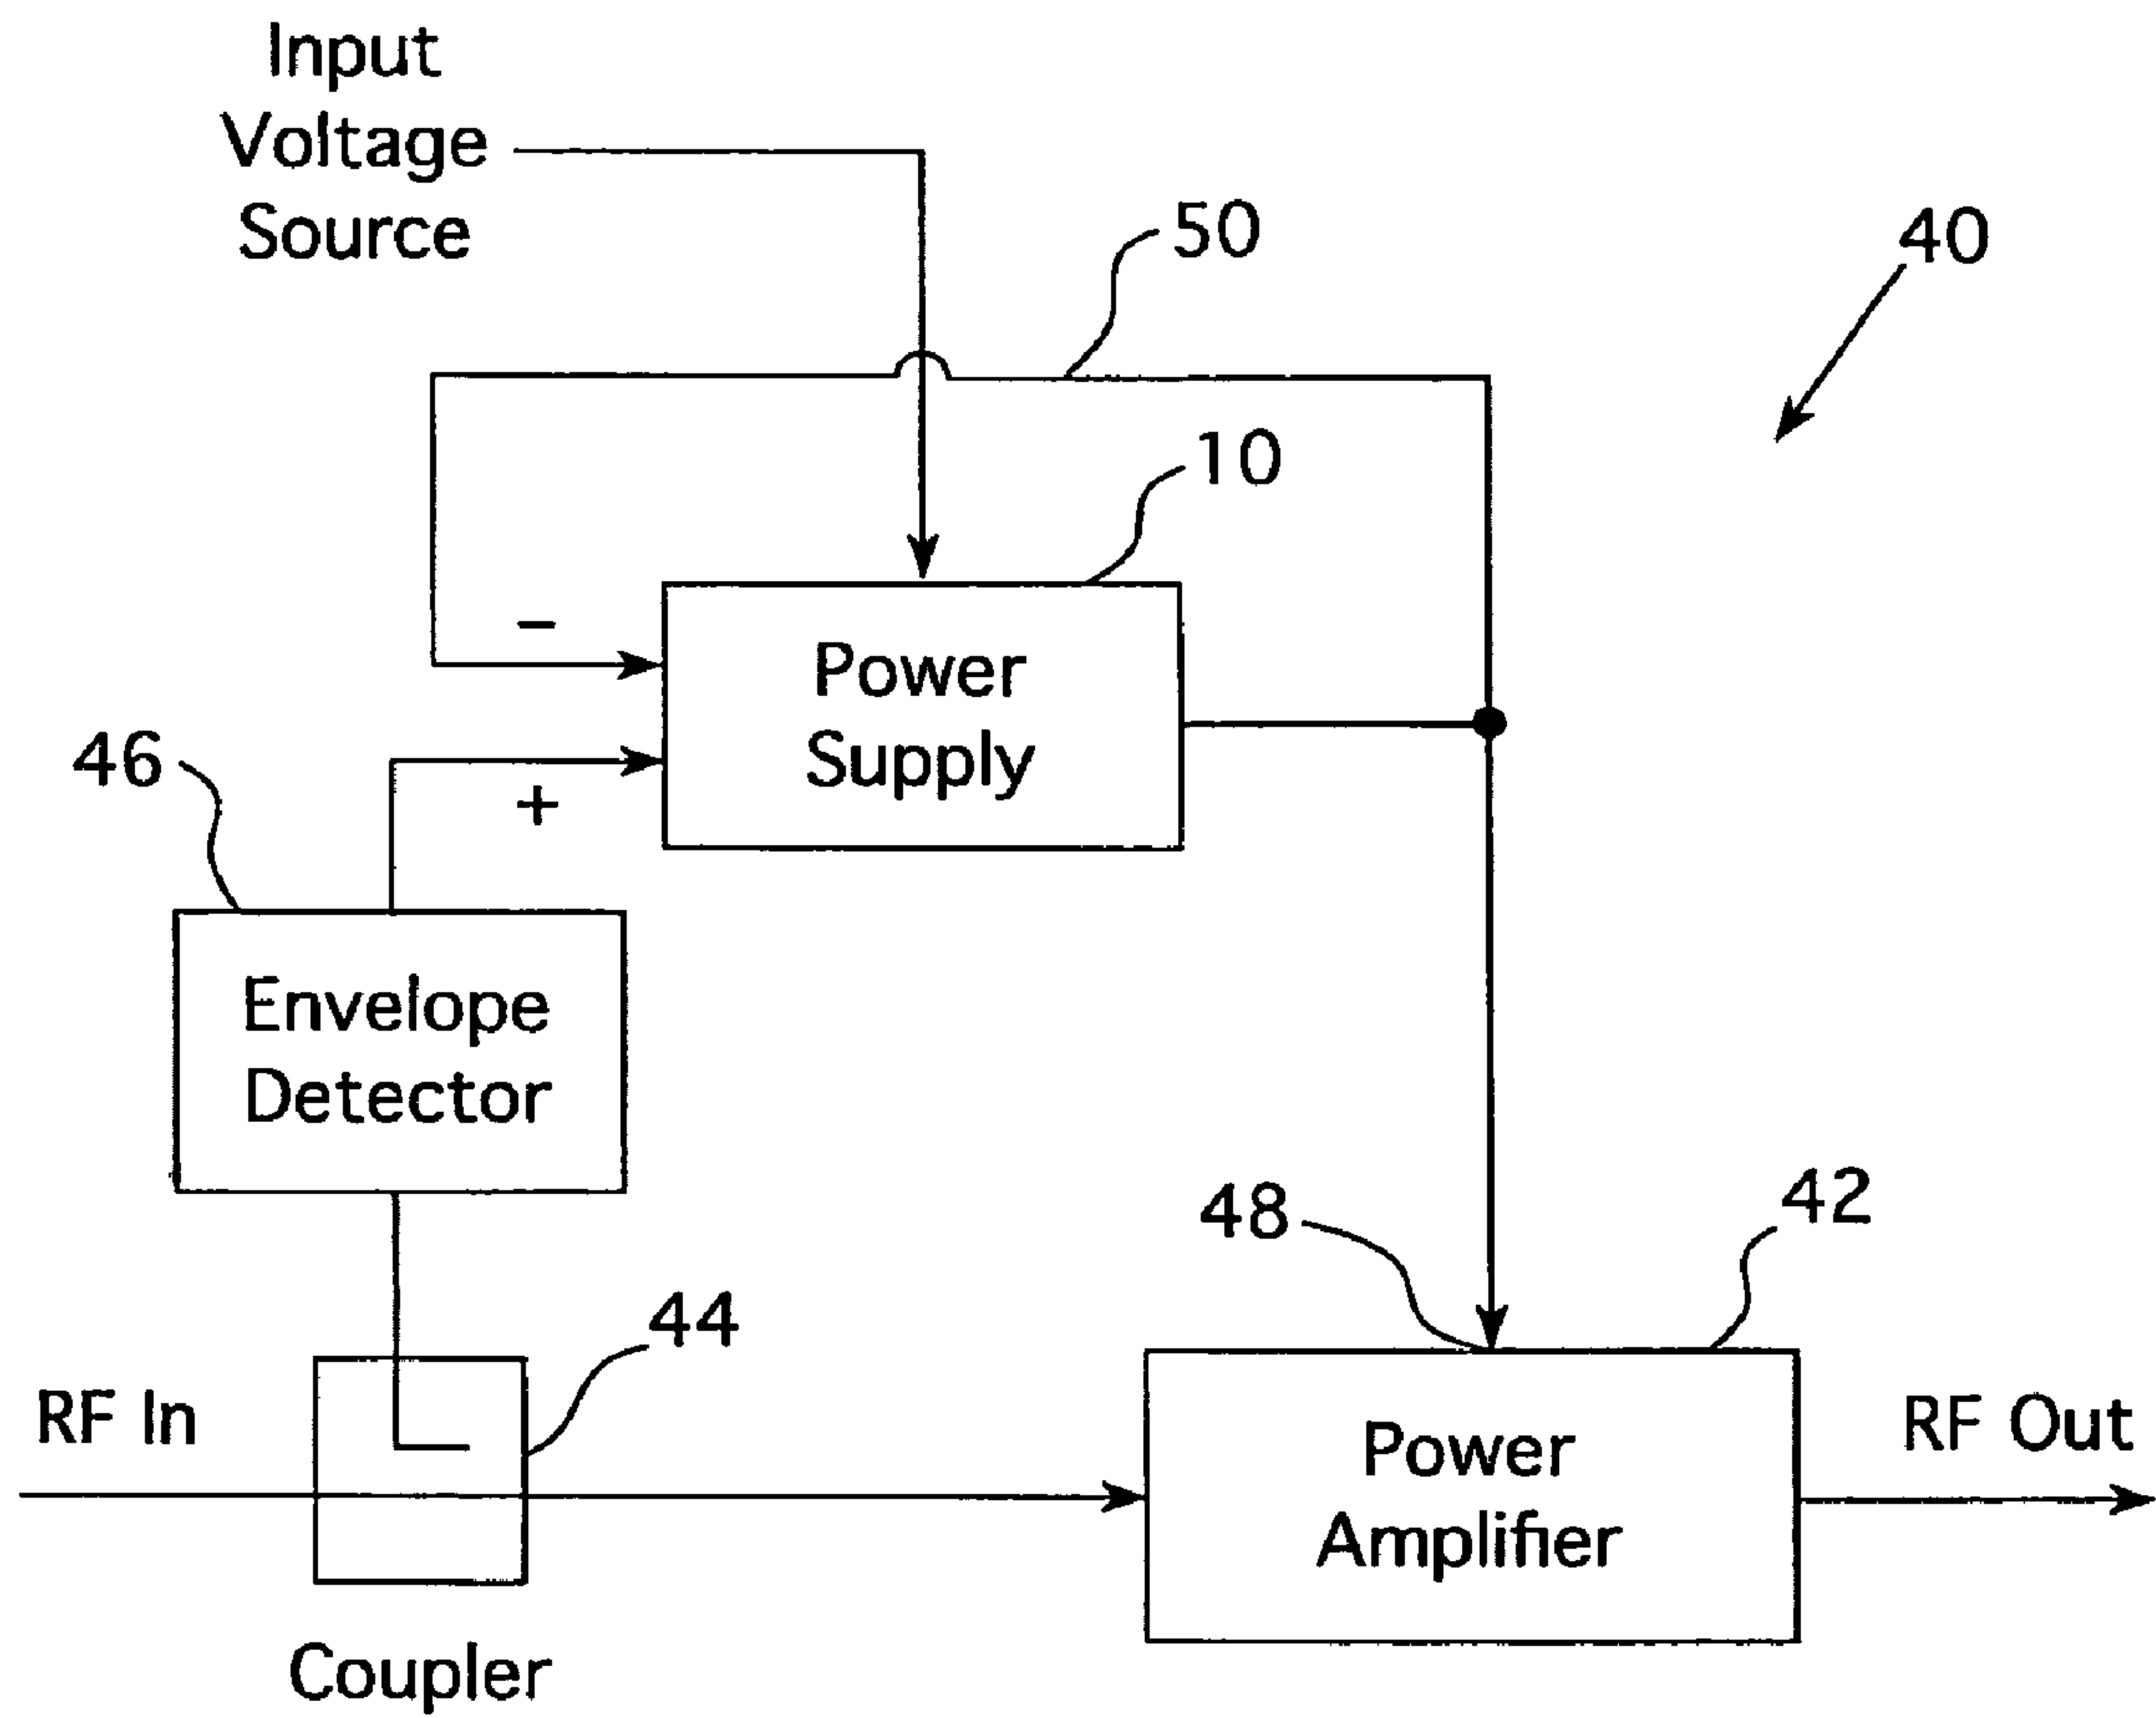 Input
Voltage
Source
50
40
10
−
Power
Supply
46
+
Envelope
Detector
48
42
44
RF In
Power
Amplifier
RF Out
Coupler